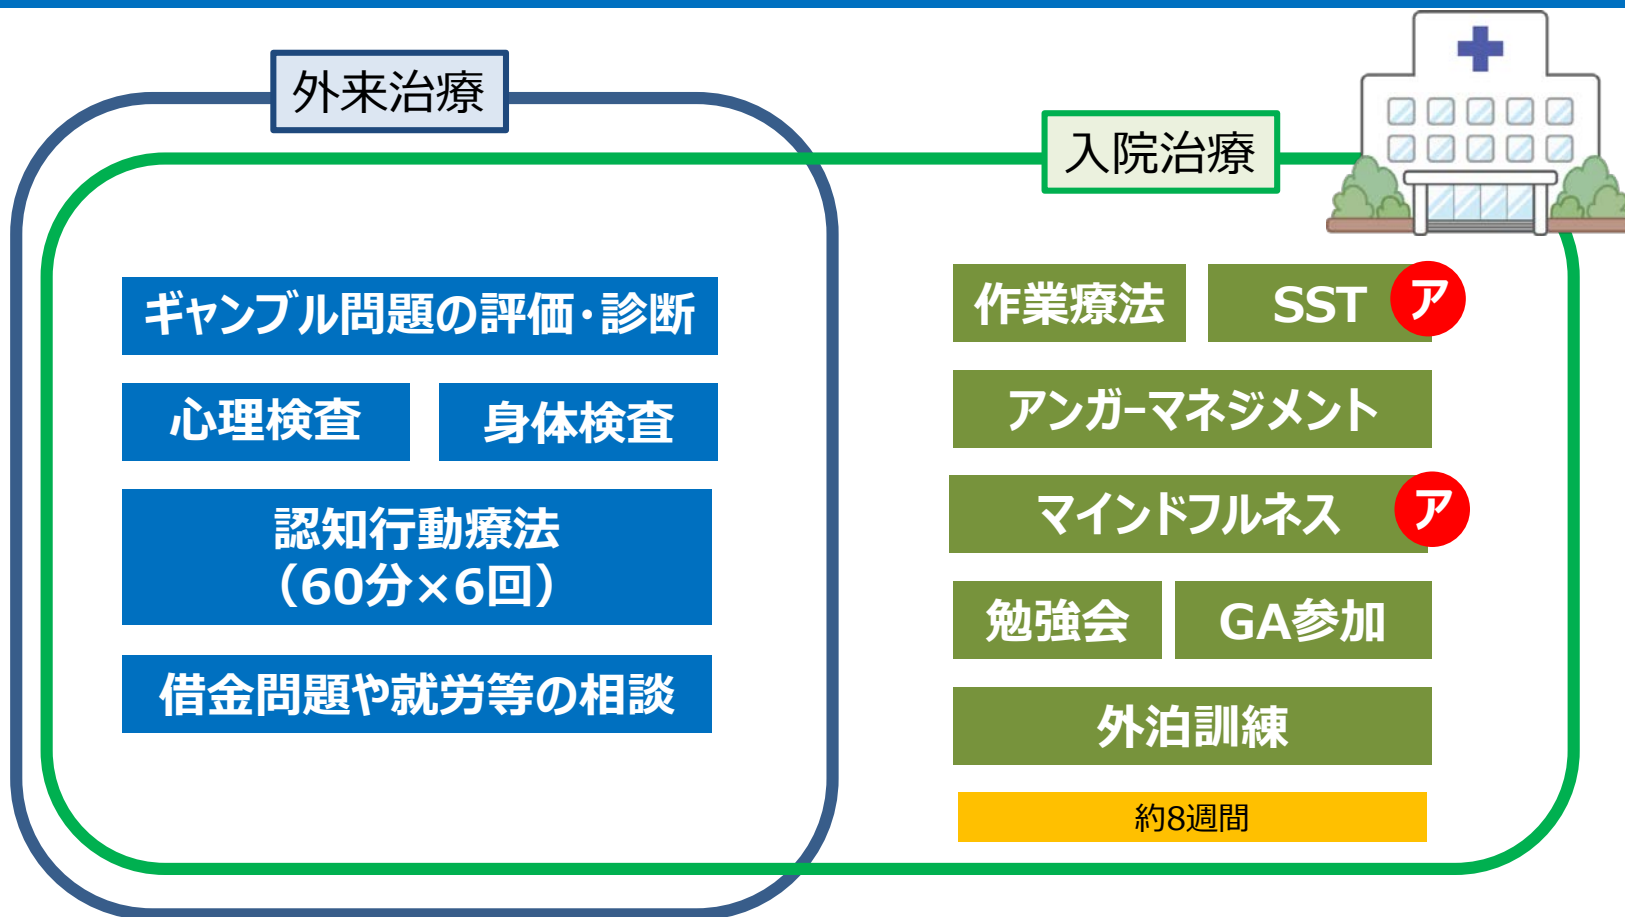 外来治療
入院治療
ギャンブル問題の評価・診断
心理検査
身体検査
認知行動療法
（60分×6回）
借金問題や就労等の相談
作業療法
SST
ア
アンガーマネジメント
マインドフルネス
ア
勉強会
GA参加
外泊訓練
約8週間